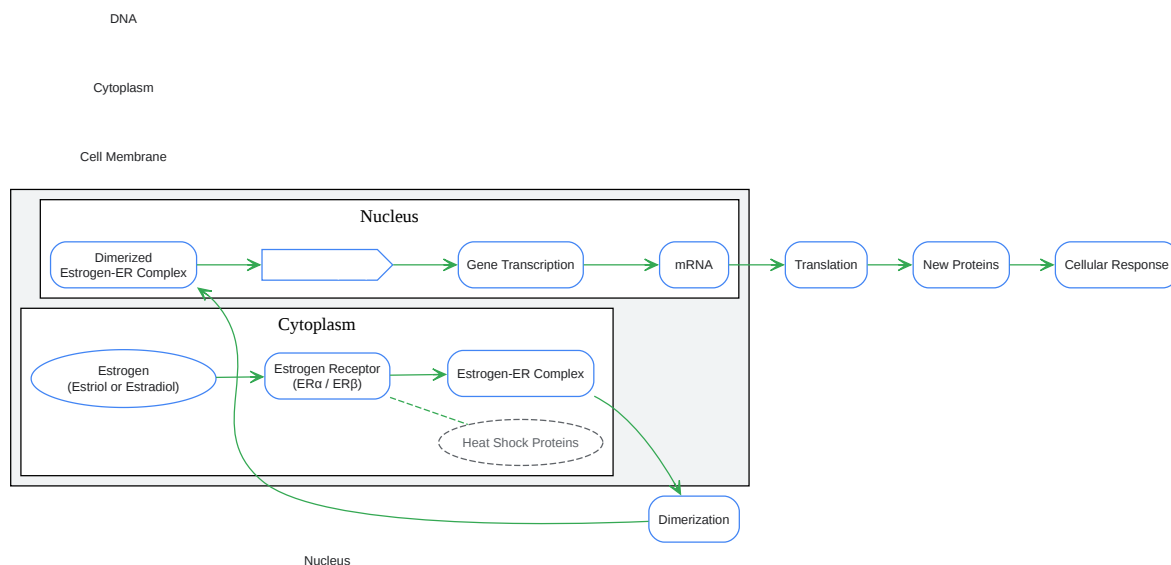 DNA
Cytoplasm
Cell Membrane
Nucleus
Dimerized
Estrogen-ER Complex
Gene Transcription
mRNA
Translation
New Proteins
Cellular Response
Cytoplasm
Estrogen
(Estriol or Estradiol)
Estrogen Receptor
(ERα / ERβ)
Estrogen-ER Complex
Heat Shock Proteins
Dimerization
Nucleus